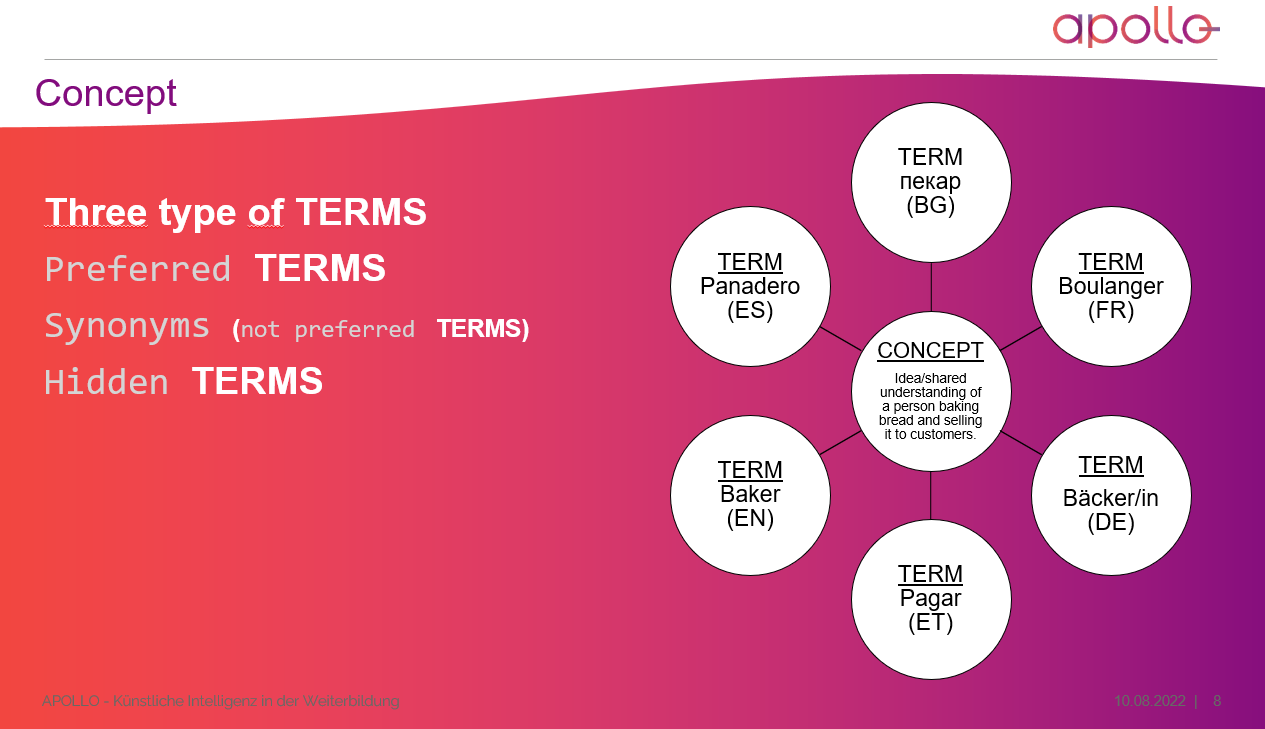 apollo
Concept
Three type of TERMS
Preferred TERMS
Synonyms (not preferred TERMS)
Hidden TERMS
TERM
пекар
(BG)
TERM
Panadero
(ES)
TERM
Boulanger
(FR)
CONCEPT
Idea/shared
understanding of
a person baking
bread and selling
it to customers.
TERM
Baker
(EN)
TERM
Bäcker/in
(DE)
TERM
Pagar
(ET)
APOLLO - Künstliche Intelligenz in der Weiterbildung
10.08.2022 | 8